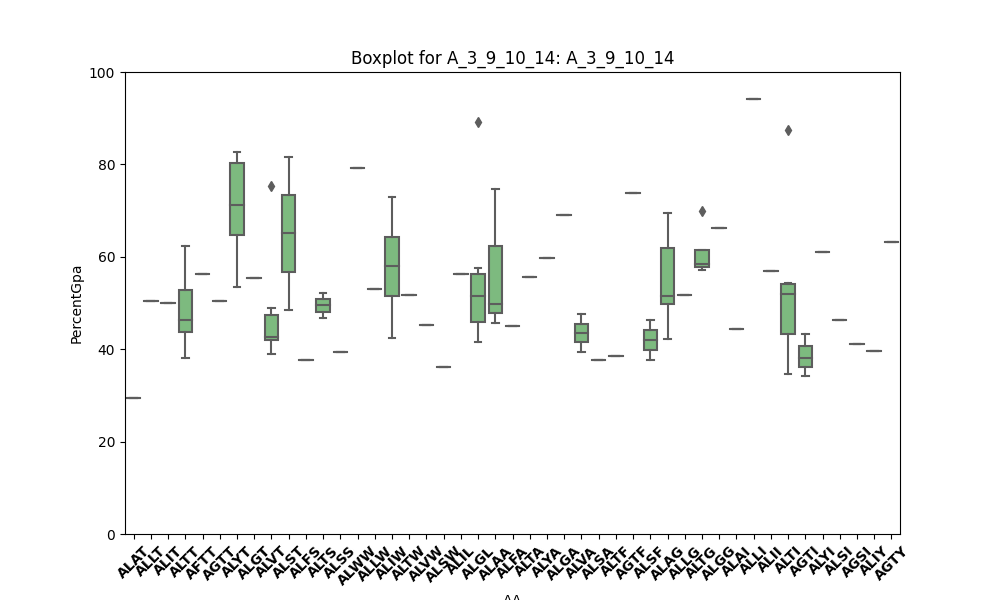 Boxplot for A_3_9_10_14: A_3_9_10_14
PercentGpa
100
80
60
40
20
0
ALAT ALLT ALIT ALTT AFTT AGTT ALYT ALGT ALVT ALST ALFS ALTS ALSS ALWW ALLW ALIW ALTW ALVW ALSW ALIL ALGL ALAA ALFA ALTA ALYA ALGA ALVA ALSA ALTF AGTF ALSF ALAG ALLG ALTG ALGG ALAI ALLI ALII ALTI AGTI ALYI ALSI AGSI ALIY AGTY
AA